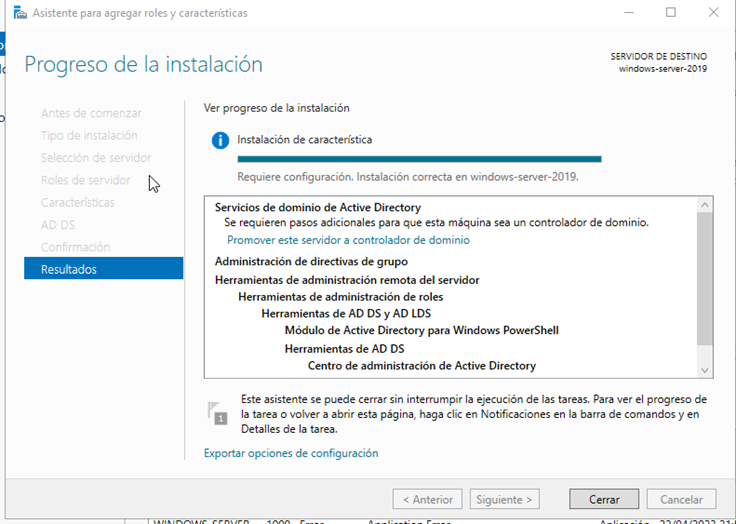 Asistente para agregar roles y características
Progreso de la instalación
SERVIDOR DE DESTINO
windows-server-2019
Antes de comenzar
Tipo de instalación
Selección de servidor
Roles de servidor
Características
AD DS
Confirmación
Resultados
Ver progreso de la instalación
Instalación de característica
Requiere configuración. Instalación correcta en windows-server-2019.
Servicios de dominio de Active Directory
Se requieren pasos adicionales para que esta máquina sea un controlador de dominio.
Promover este servidor a controlador de dominio
Administración de directivas de grupo
Herramientas de administración remota del servidor
Herramientas de administración de roles
Herramientas de AD DS y AD LDS
Módulo de Active Directory para Windows PowerShell
Herramientas de AD DS
Centro de administración de Active Directory
1
Este asistente se puede cerrar sin interrumpir la ejecución de las tareas. Para ver el progreso de
la tarea o volver a abrir esta página, haga clic en Notificaciones en la barra de comandos y en
Detalles de la tarea.
Exportar opciones de configuración
< Anterior
Siguiente >
Cerrar
Cancelar
WINDOWS-SERVER 1000 Error Application Error Aplicación